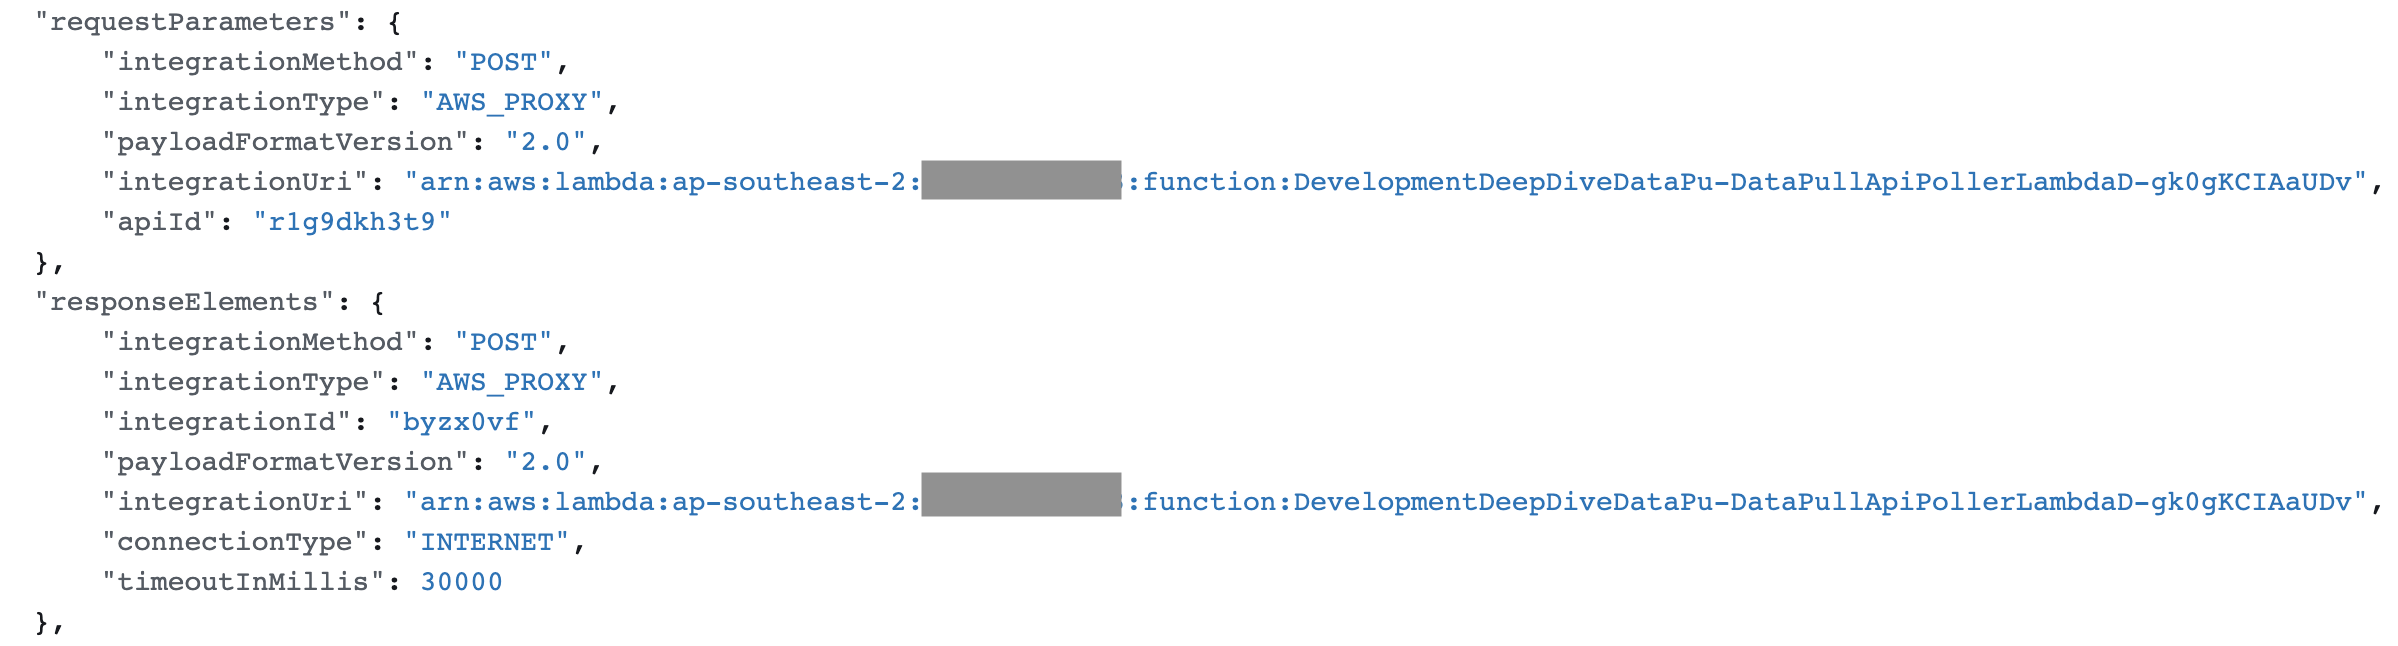 "requestParameters": {
"integrationMethod": "POST",
"integrationType": "AWS_PROXY",
"payloadFormatVersion": "2.0",
"integrationUri": "arn:aws:lambda:ap-southeast-2: :function:DevelopmentDeepDiveDataPu-DataPullApiPollerLambdaD-gk0gKCIAaUDv",
"apiId": "r1g9dkh3t9"
},
"responseElements": {
"integrationMethod": "POST",
"integrationType": "AWS_PROXY",
"integrationId": "byzx0vf",
"payloadFormatVersion": "2.0",
"integrationUri": "arn:aws:lambda:ap-southeast-2: :function:DevelopmentDeepDiveDataPu-DataPullApiPollerLambdaD-gk0gKCIAaUDv",
"connectionType": "INTERNET",
"timeoutInMillis": 30000
},